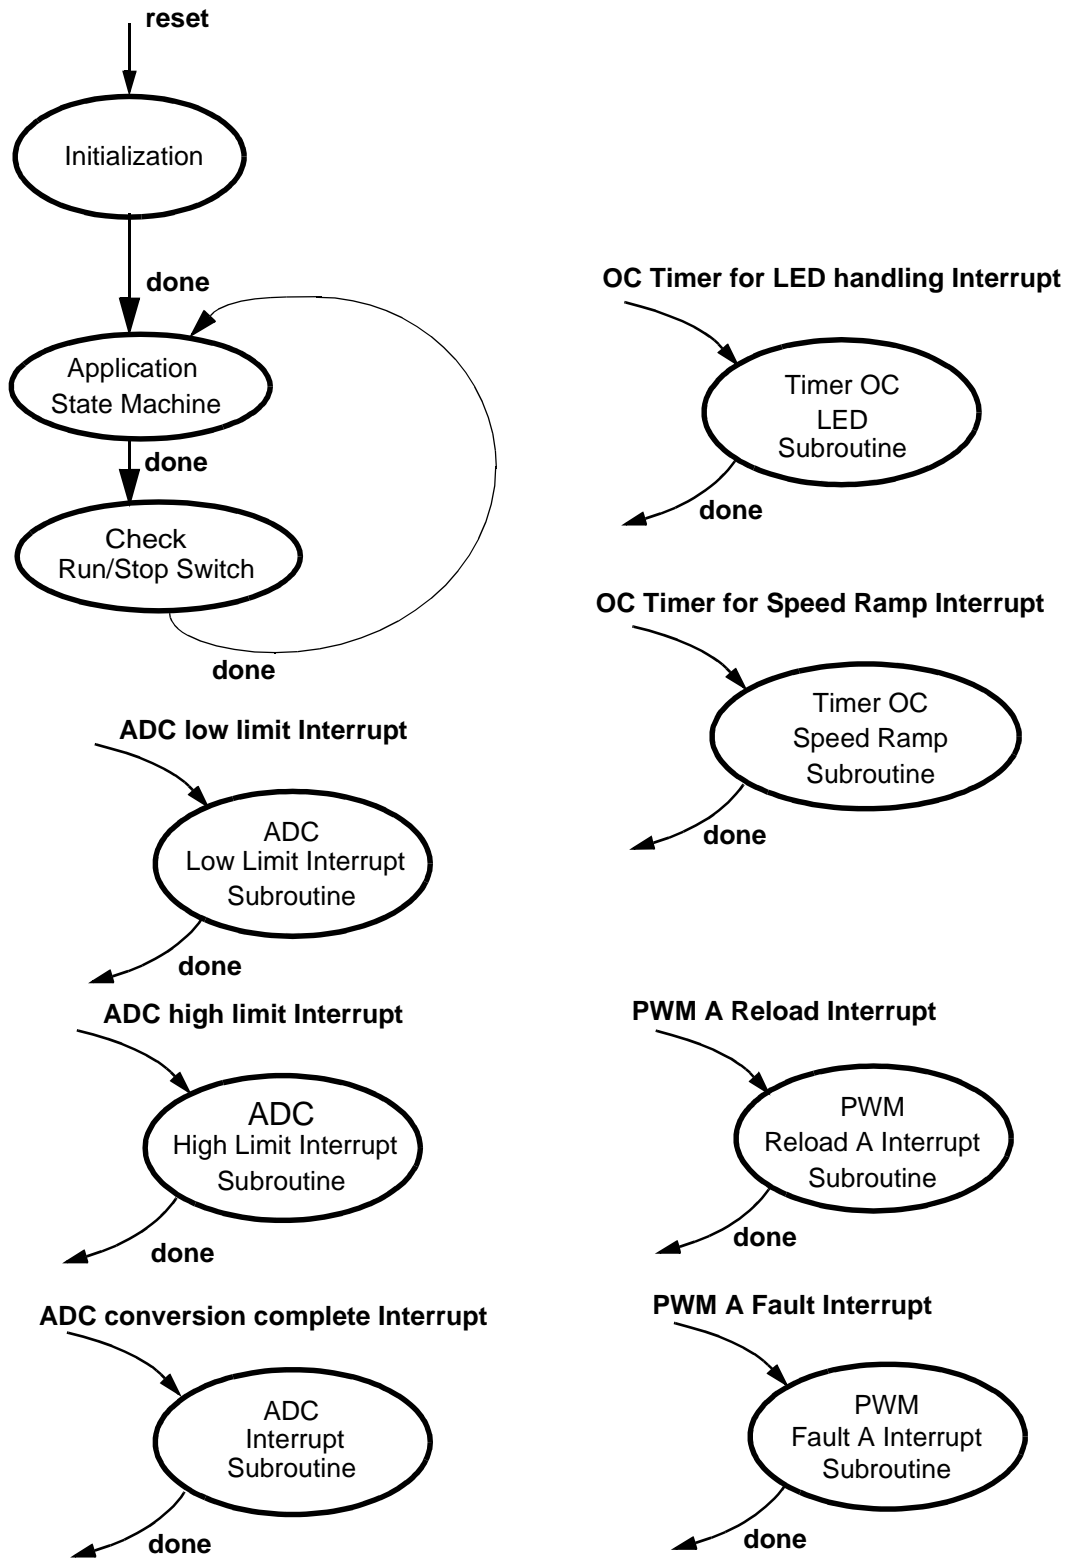 reset
Initialization
done
Application
State Machine
done
Check
Run/Stop Switch
done
OC Timer for LED handling Interrupt
Timer OC
LED
Subroutine
done
OC Timer for Speed Ramp Interrupt
Timer OC
Speed Ramp
Subroutine
done
ADC low limit Interrupt
ADC
Low Limit Interrupt
Subroutine
done
ADC high limit Interrupt
ADC
High Limit Interrupt
Subroutine
done
PWM A Reload Interrupt
PWM
Reload A Interrupt
Subroutine
done
ADC conversion complete Interrupt
ADC
Interrupt
Subroutine
done
PWM A Fault Interrupt
PWM
Fault A Interrupt
Subroutine
done